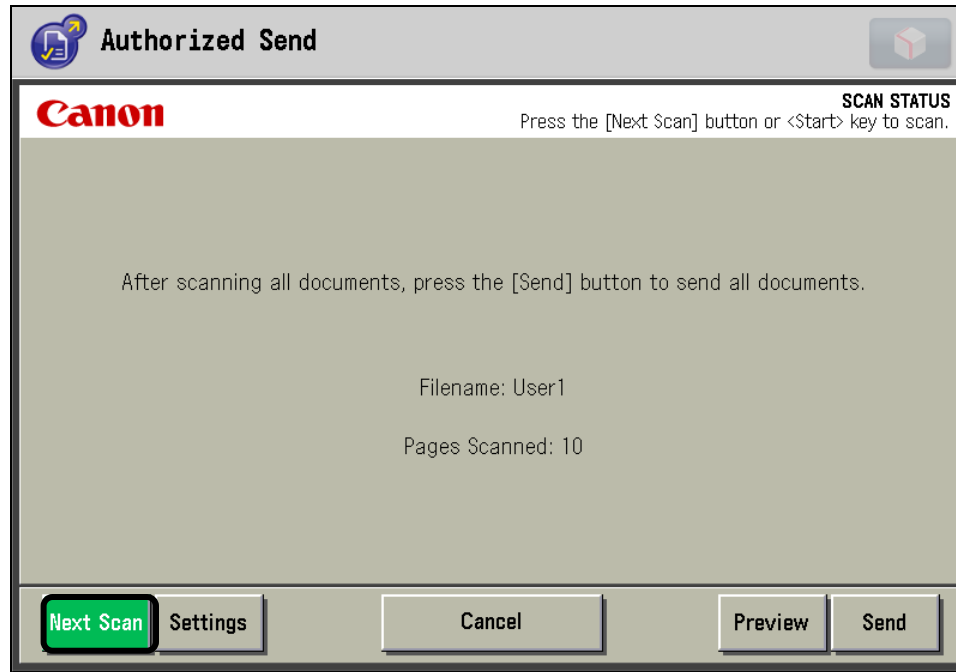 Authorized Send
Canon
SCAN STATUS
Press the [Next Scan] button or <Start> key to scan.
After scanning all documents, press the [Send] button to send all documents.
Filename: User1
Pages Scanned: 10
Next Scan
Settings
Cancel
Preview
Send